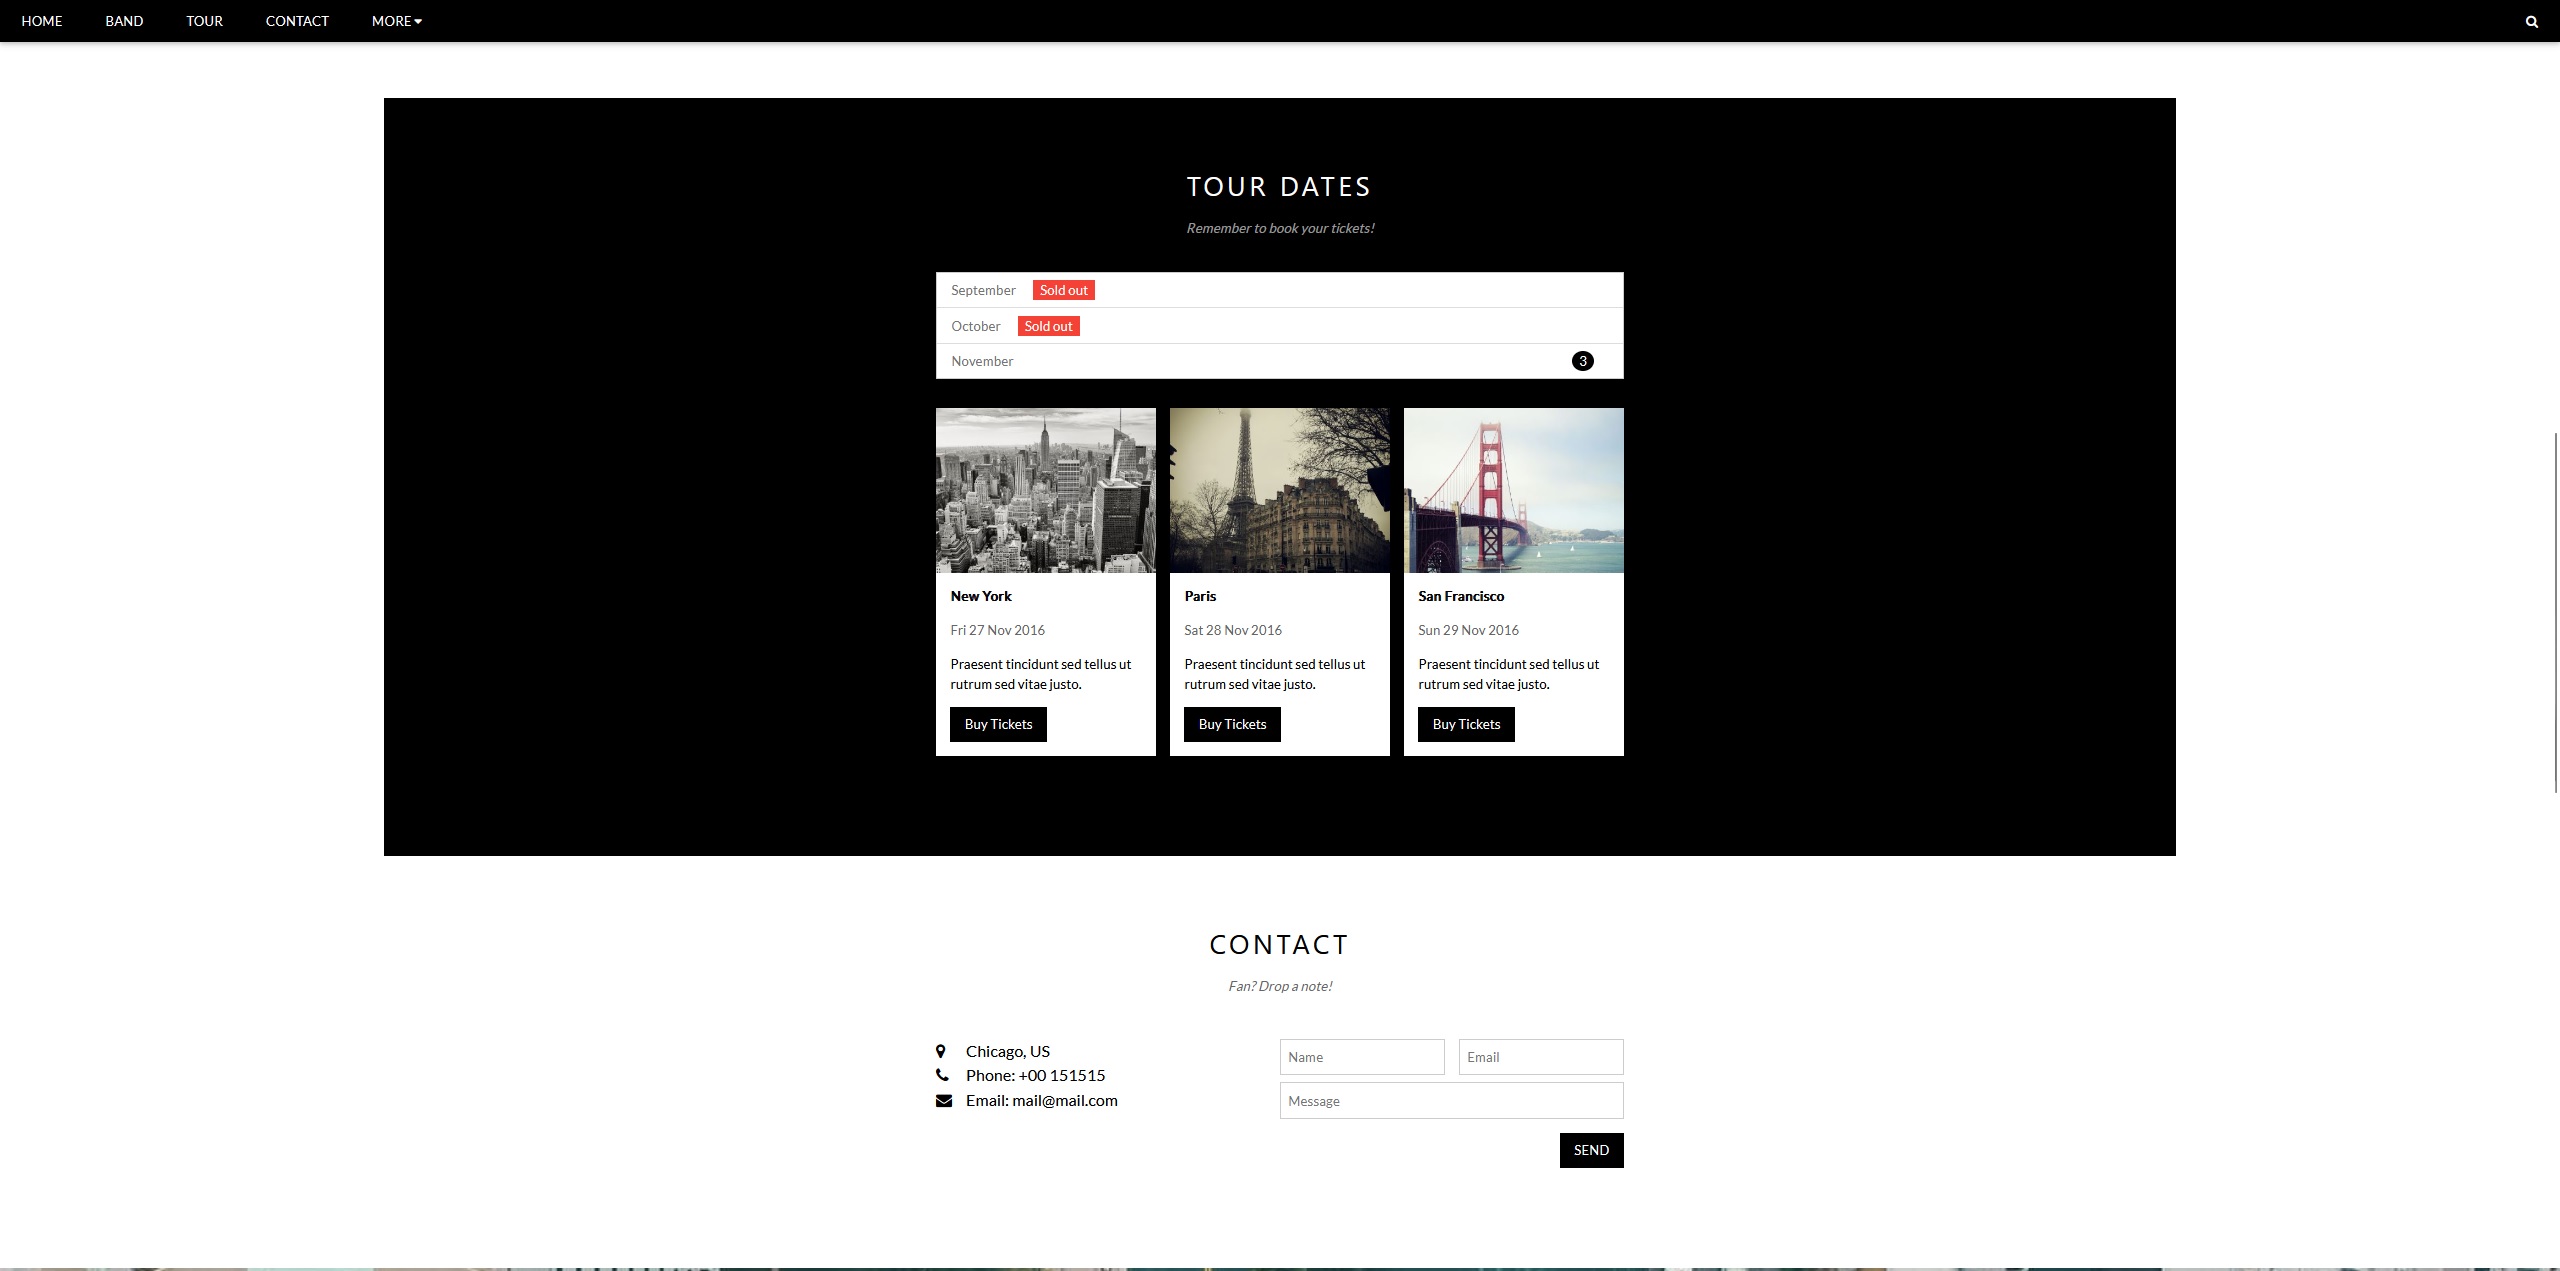 HOME BAND TOUR CONTACT MORE
TOUR DATES
Remember to book your tickets!
September Sold out
October Sold out
November 3
New York
Fri 27 Nov 2016
Praesent tincidunt sed tellus ut
rutrum sed vitae justo.
Buy Tickets
Paris
Sat 28 Nov 2016
Praesent tincidunt sed tellus ut
rutrum sed vitae justo.
Buy Tickets
San Francisco
Sun 29 Nov 2016
Praesent tincidunt sed tellus ut
rutrum sed vitae justo.
Buy Tickets
CONTACT
Fan? Drop a note!
Chicago, US
Phone: +00 151515
Email: mail@mail.com
Name
Email
Message
SEND